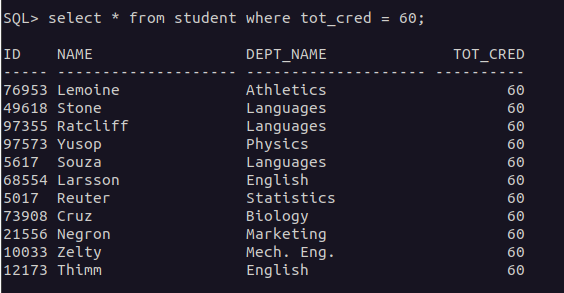 SQL> select * from student where tot_cred = 60;
ID    NAME                 DEPT_NAME              TOT_CRED
----- -------------------- -------------------- ----------
76953 Lemoine              Athletics                    60
49618 Stone                Languages                    60
97355 Ratcliff             Languages                    60
97573 Yusop                Physics                      60
5617  Souza                Languages                    60
68554 Larsson              English                      60
5017  Reuter               Statistics                   60
73908 Cruz                 Biology                      60
21556 Negron               Marketing                    60
10033 Zelty                Mech. Eng.                   60
12173 Thimm                English                      60